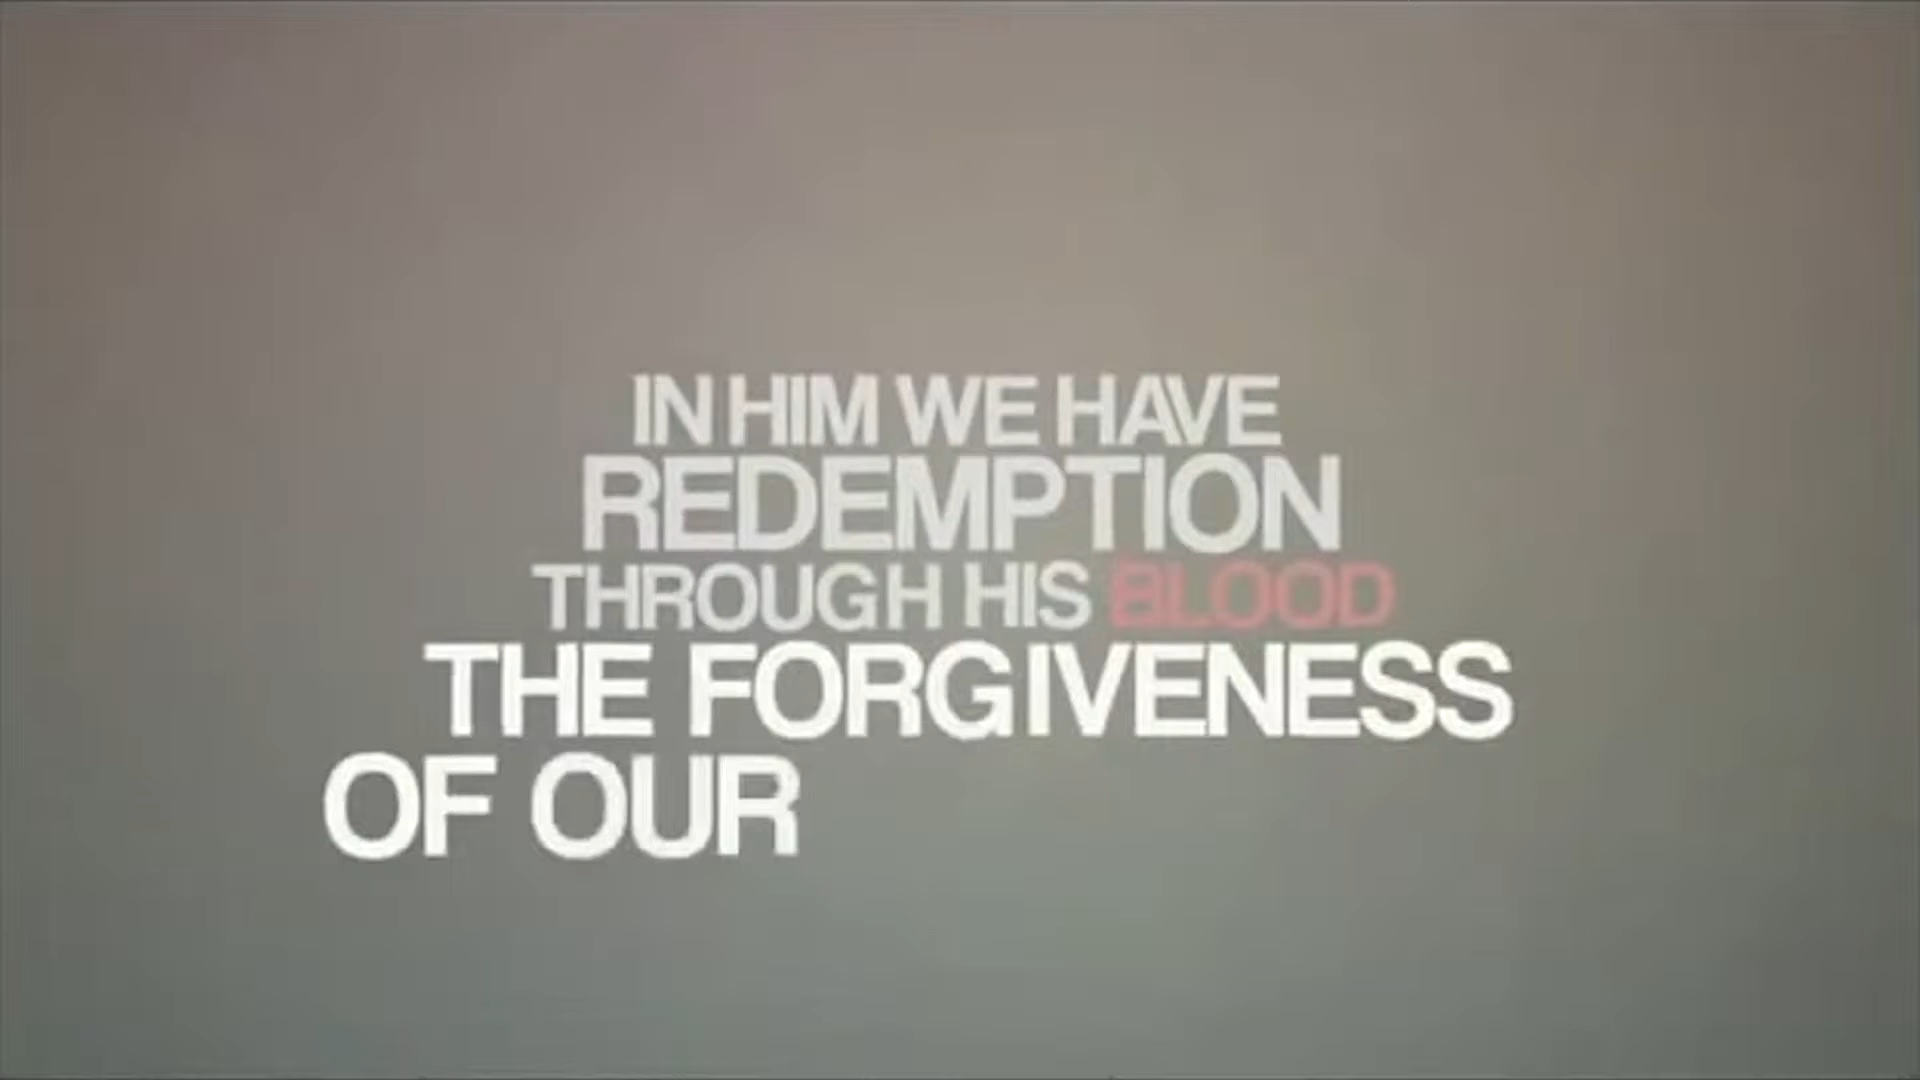 IN HIM WE HAVE
REDEMPTION
THROUGH HIS BLOOD
THE FORGIVENESS
OF OUR